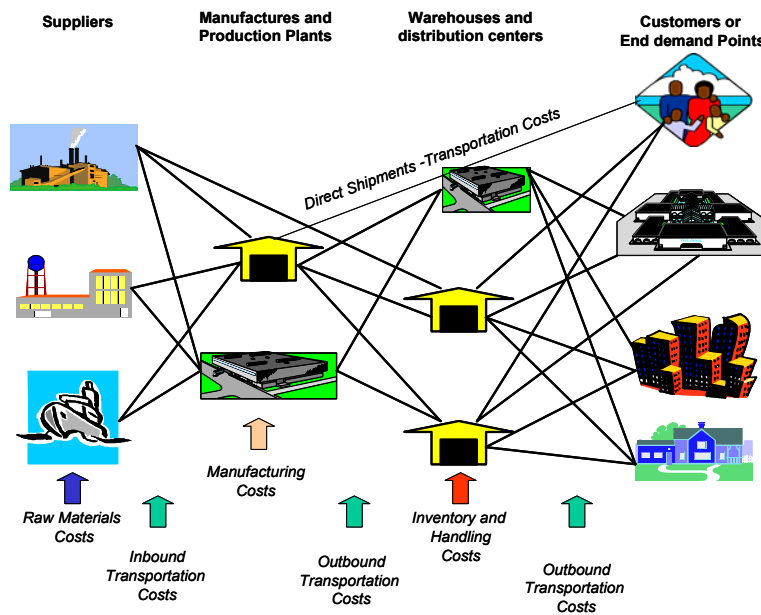 Suppliers
Manufactures and
Production Plants
Warehouses and
distribution centers
Customers or
End demand Points
Direct Shipments -Transportation Costs
Manufacturing
Costs
Raw Materials
Costs
Inbound
Transportation
Costs
Outbound
Transportation
Costs
Inventory and
Handling
Costs
Outbound
Transportation
Costs